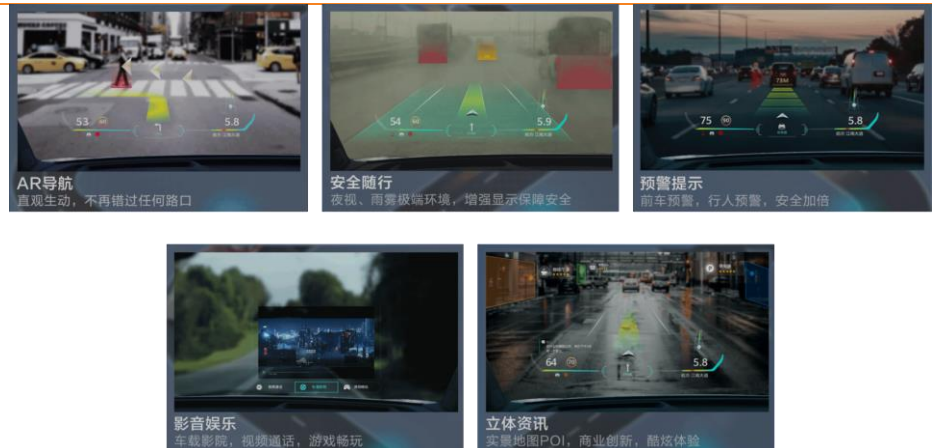 53
60
5.8
AR导航
直观生动，不再错过任何路口
54
5.9
安全随行
夜视、雨雾极端环境，增强显示保障安全
73M
75
90
5.8
预警提示
前车预警，行人预警，安全加倍
影音娱乐
车载影院，视频通话，游戏畅玩
64
5.8
立体资讯
实景地图POI，商业创新，酷炫体验